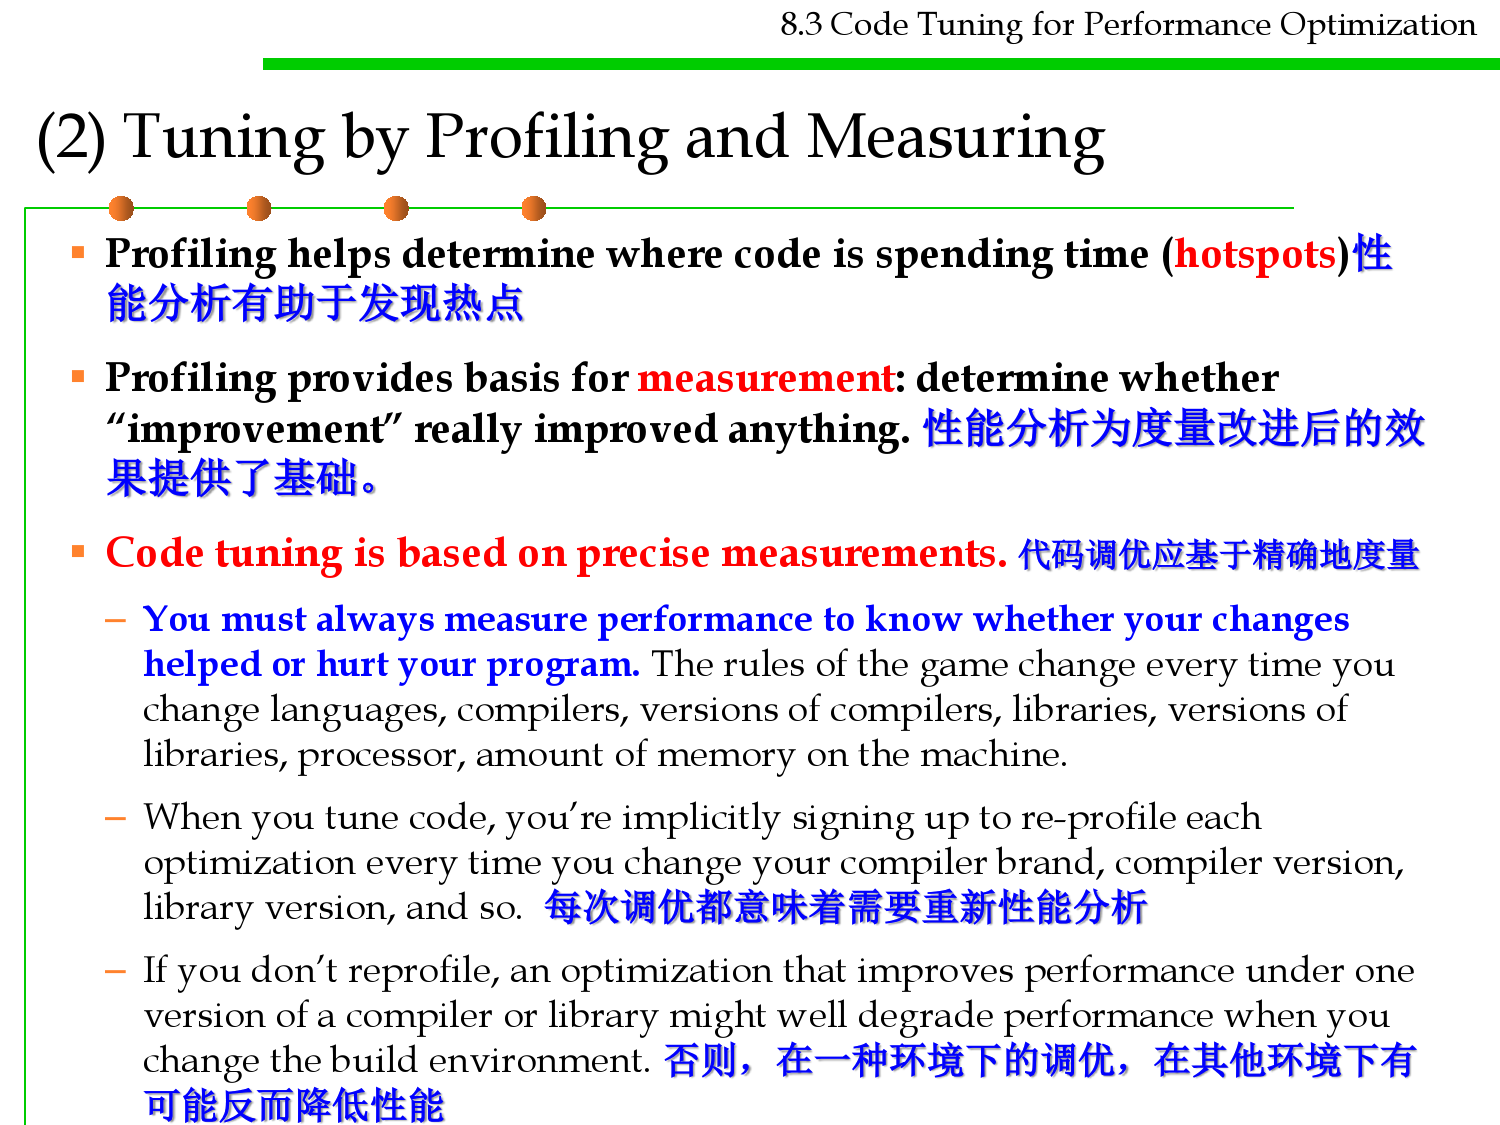 8.3 Code Tuning for Performance Optimization
(2) Tuning by Profiling and Measuring
Profiling helps determine where code is spending time (hotspots)性
能分析有助于发现热点
Profiling provides basis for measurement: determine whether
“improvement” really improved anything. 性能分析为度量改进后的效
果提供了基础。
Code tuning is based on precise measurements. 代码调优应基于精确地度量
– You must always measure performance to know whether your changes
helped or hurt your program. The rules of the game change every time you
change languages, compilers, versions of compilers, libraries, versions of
libraries, processor, amount of memory on the machine.
– When you tune code, you’re implicitly signing up to re-profile each
optimization every time you change your compiler brand, compiler version,
library version, and so. 每次调优都意味着需要重新性能分析
– If you don’t reprofile, an optimization that improves performance under one
version of a compiler or library might well degrade performance when you
change the build environment. 否则，在一种环境下的调优，在其他环境下有
可能反而降低性能